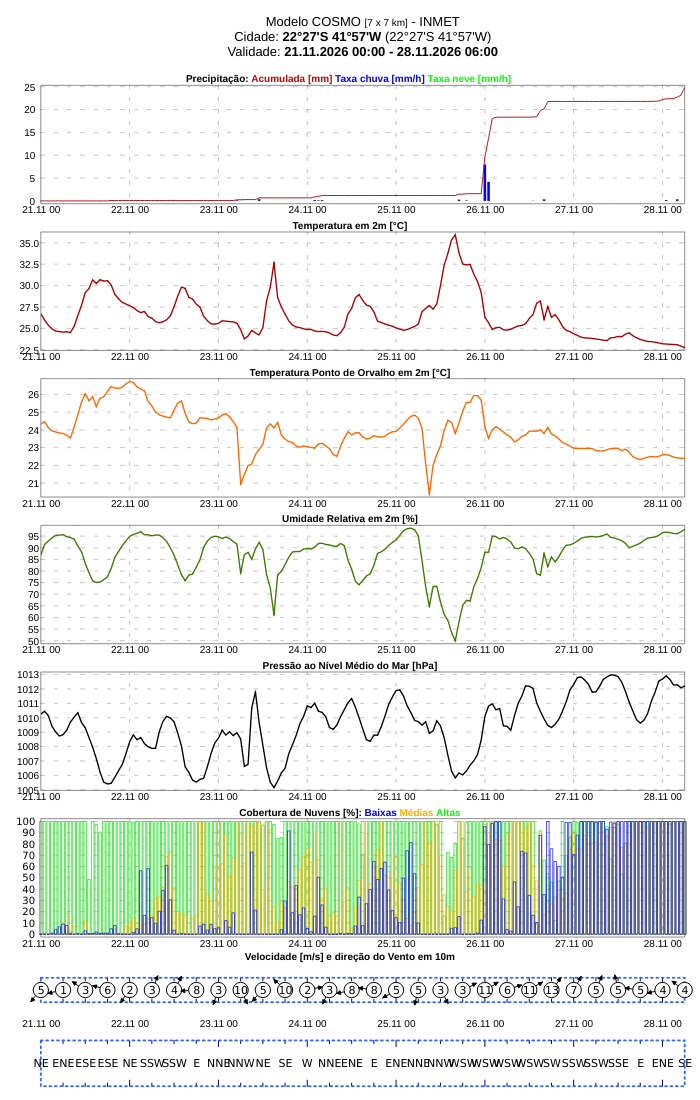 Modelo COSMO [7 x 7 km] - INMET
Cidade: 22°27'S 41°57'W (22°27'S 41°57'W)
Validade: 21.11.2026 00:00 - 28.11.2026 06:00
Precipitação: Acumulada [mm] Taxa chuva [mm/h] Taxa neve [mm/h]
25
20
15
10
5
0
21.11 00 22.11 00 23.11 00 24.11 00 25.11 00 26.11 00 27.11 00 28.11 00
Temperatura em 2m [°C]
35.0
32.5
30.0
27.5
25.0
22.5
21.11 00 22.11 00 23.11 00 24.11 00 25.11 00 26.11 00 27.11 00 28.11 00
Temperatura Ponto de Orvalho em 2m [°C]
26
25
24
23
22
21
21.11 00 22.11 00 23.11 00 24.11 00 25.11 00 26.11 00 27.11 00 28.11 00
Umidade Relativa em 2m [%]
95
90
85
80
75
70
65
60
55
50
21.11 00 22.11 00 23.11 00 24.11 00 25.11 00 26.11 00 27.11 00 28.11 00
Pressão ao Nível Médio do Mar [hPa]
1013
1012
1011
1010
1009
1008
1007
1006
1005
21.11 00 22.11 00 23.11 00 24.11 00 25.11 00 26.11 00 27.11 00 28.11 00
Cobertura de Nuvens [%]: Baixas Médias Altas
100
90
80
70
60
50
40
30
20
10
0
21.11 00 22.11 00 23.11 00 24.11 00 25.11 00 26.11 00 27.11 00 28.11 00
Velocidade [m/s] e direção do Vento em 10m
5 1 3 6 2 3 4 8 3 10 5 10 2 3 8 8 5 5 3 3 11 6 11 13 7 5 5 5 4 4
21.11 00 22.11 00 23.11 00 24.11 00 25.11 00 26.11 00 27.11 00 28.11 00
NE ENE ESE ESE NE SSW SSW E NNE NNW NE SE W NNE ENE E ENE NNE NNW WSW WSW WSW WSW SW SSW SSW SSE E ENE SE